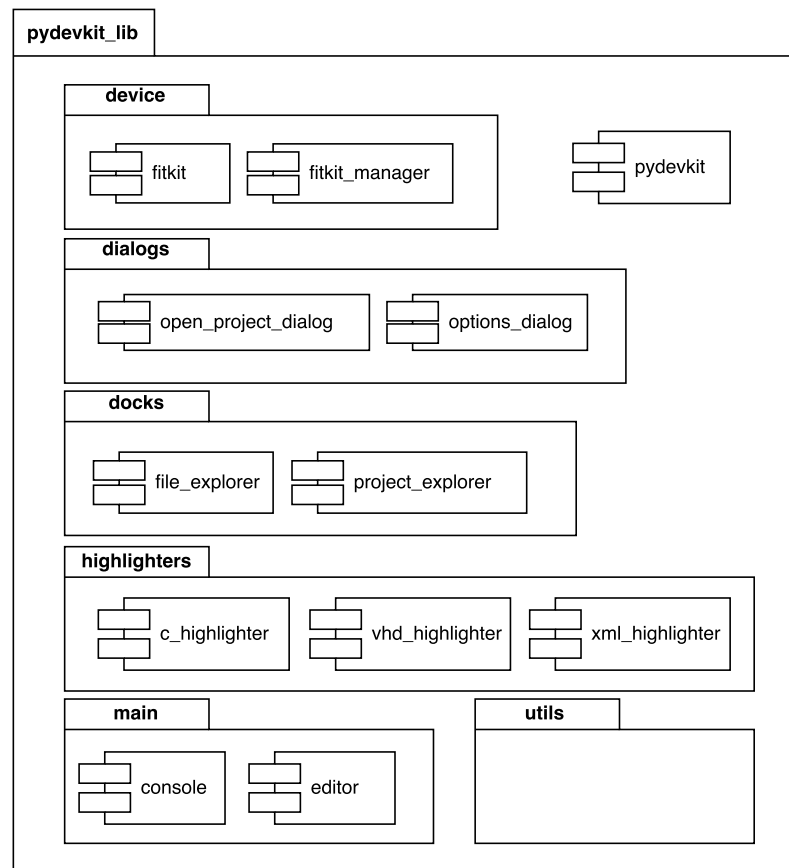 pydevkit_lib
device
fitkit
fitkit_manager
pydevkit
dialogs
open_project_dialog
options_dialog
docks
file_explorer
project_explorer
highlighters
c_highlighter
vhd_highlighter
xml_highlighter
main
utils
console
editor